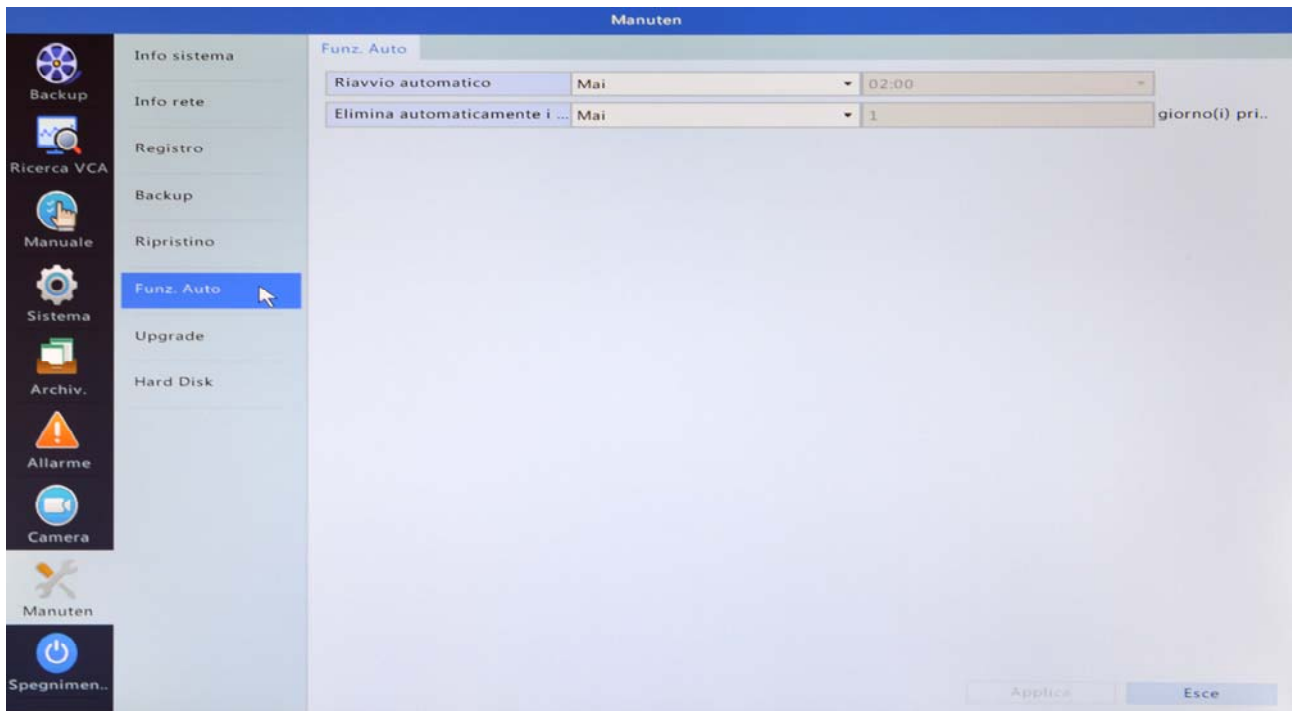 Manuten
Backup
Ricerca VCA
Manuale
Sistema
Archiv.
Allarme
Camera
Manuten
Spegnimen..
Info sistema
Info rete
Registro
Backup
Ripristino
Funz. Auto
Upgrade
Hard Disk
Funz. Auto
Riavvio automatico Mai 02:00
Elimina automaticamente i ... Mai 1 giorno(i) pri..
Applica Esce